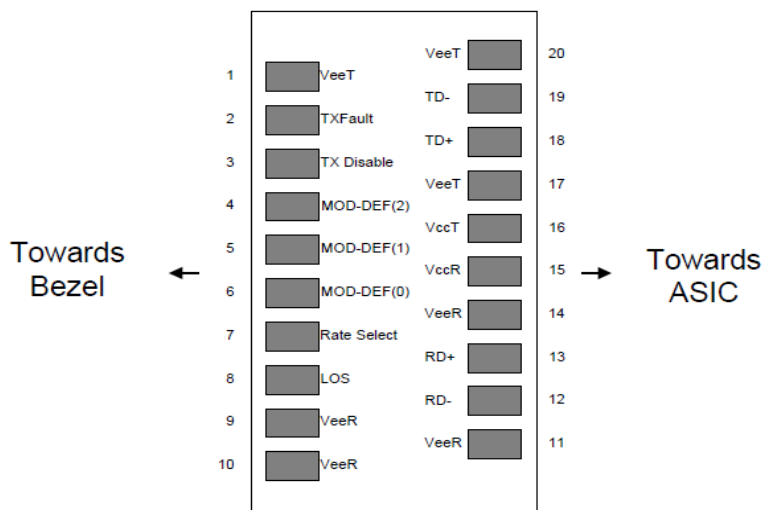 1 VeeT
2 TXFault
3 TX Disable
4 MOD-DEF(2)
5 MOD-DEF(1)
6 MOD-DEF(0)
7 Rate Select
8 LOS
9 VeeR
10 VeeR
VeeT 20
TD- 19
TD+ 18
VeeT 17
VccT 16
VccR 15
VeeR 14
RD+ 13
RD- 12
VeeR 11
Towards
Bezel
Towards
ASIC